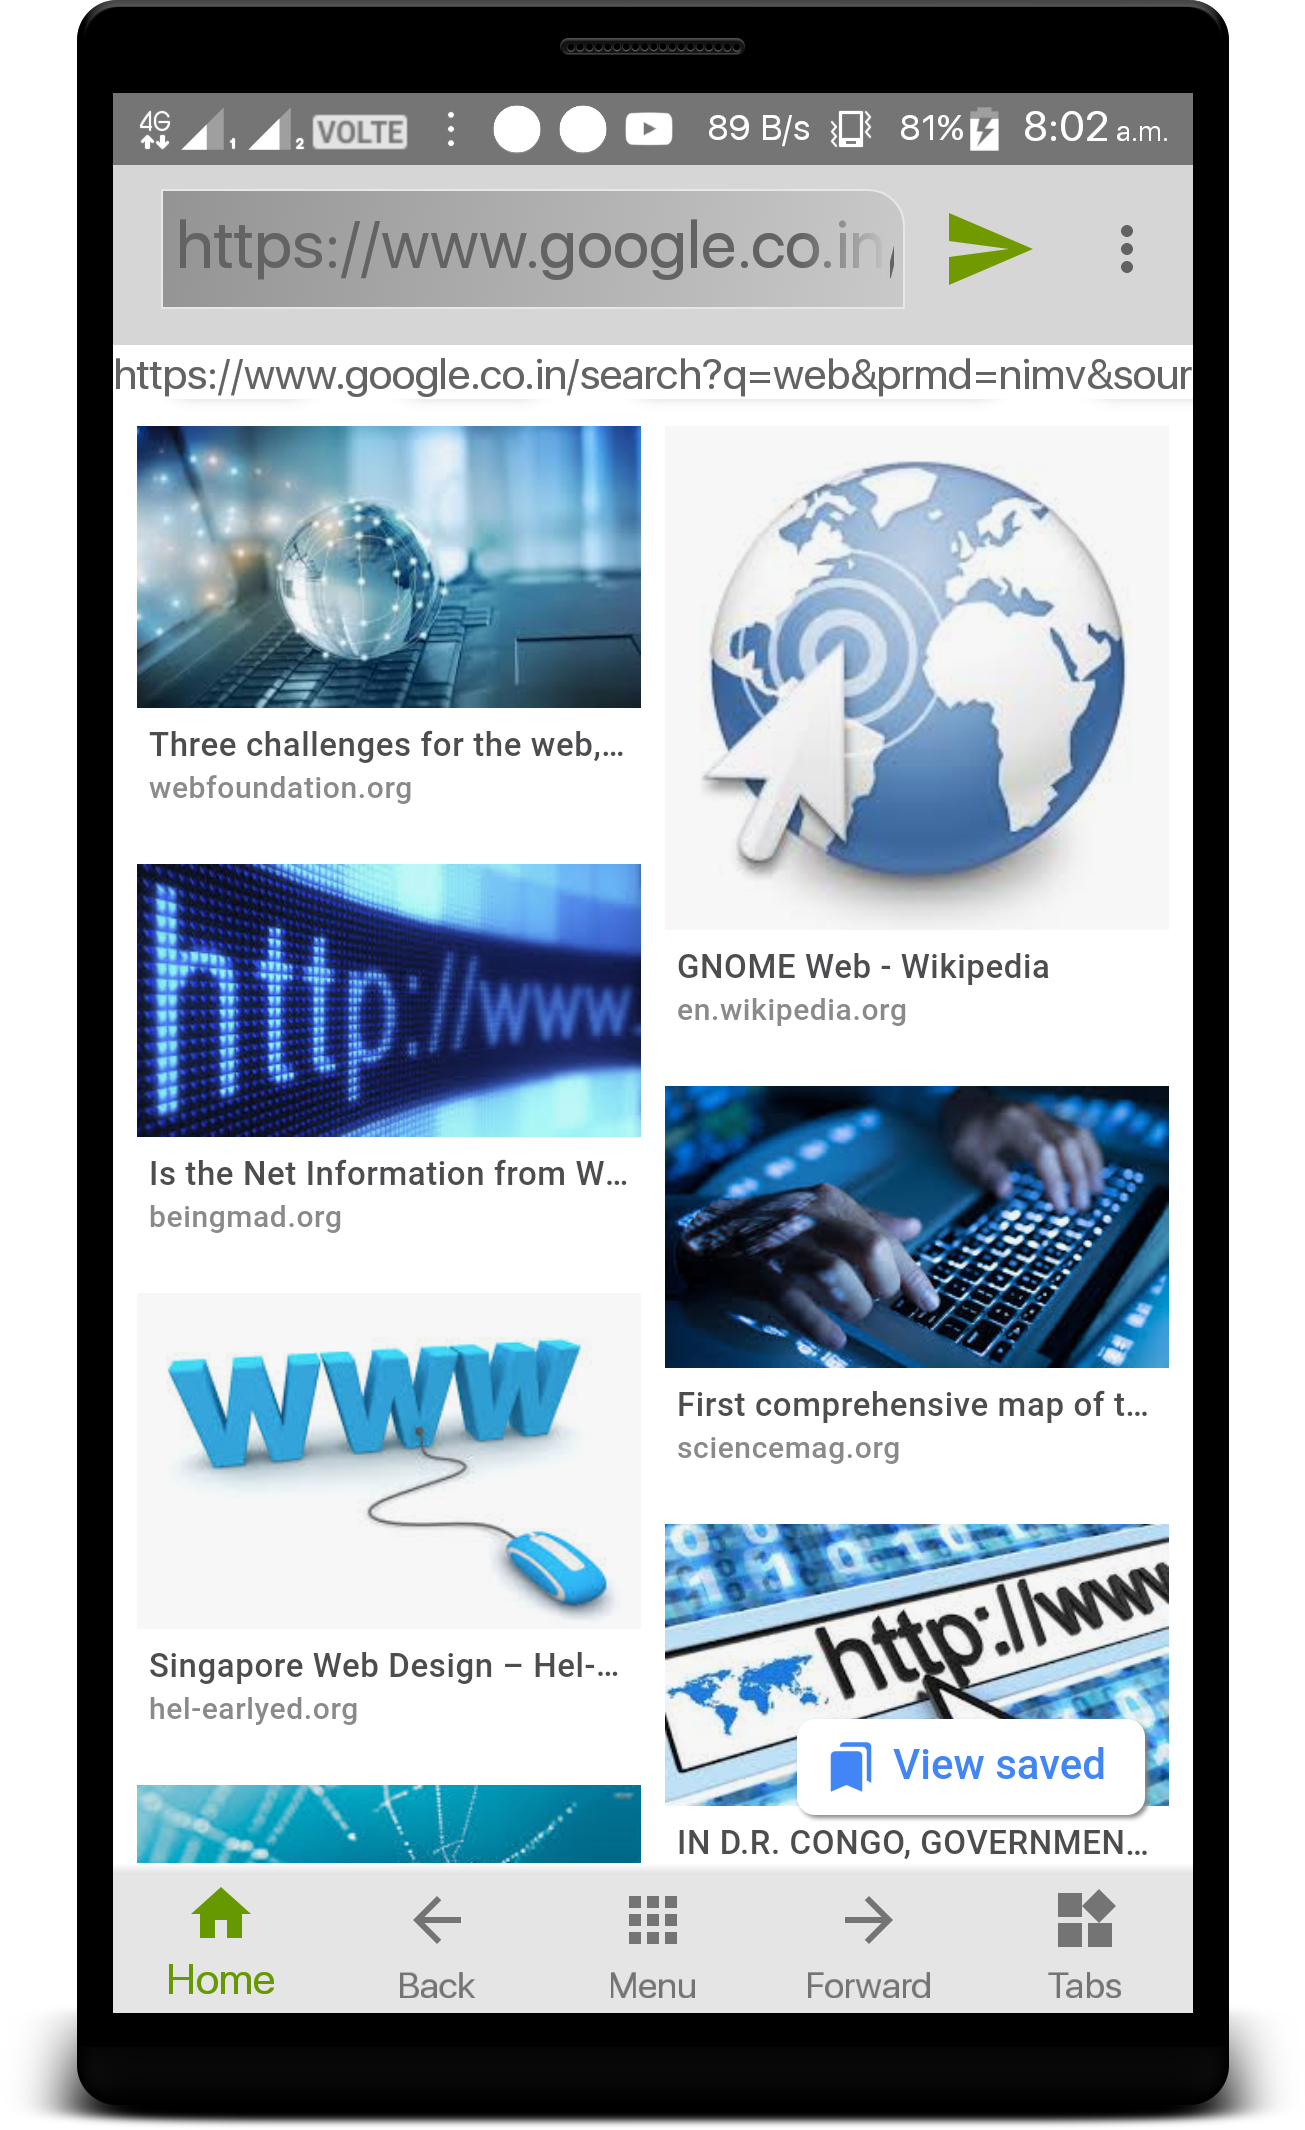 4G 1 2 VOLTE 89 B/s 81% 8:02 a.m.
https://www.google.co.in
https://www.google.co.in/search?q=web&prmd=nimv&sour
Three challenges for the web,...
webfoundation.org
http://www.
Is the Net Information from W...
beingmad.org
www
Singapore Web Design – Hel-...
hel-earlyed.org
GNOME Web - Wikipedia
en.wikipedia.org
First comprehensive map of t...
sciencemag.org
http://www
View saved
IN D.R. CONGO, GOVERNMEN...
Home Back Menu Forward Tabs